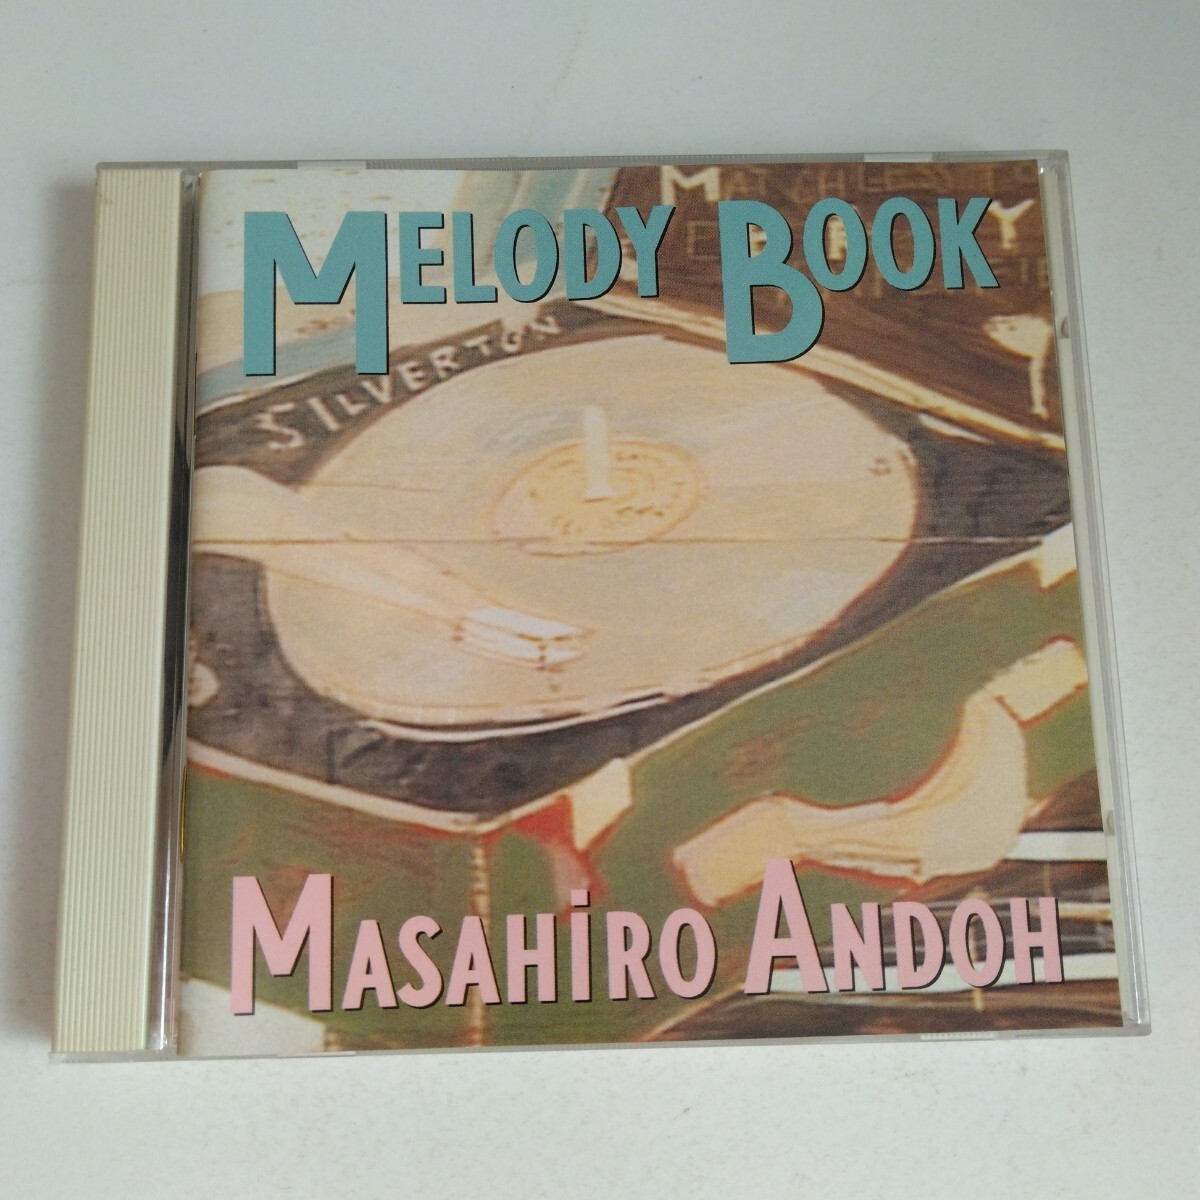 MELODY BOOK
MATCHLESS
SILVERTON
MASAHiRO ANDOH